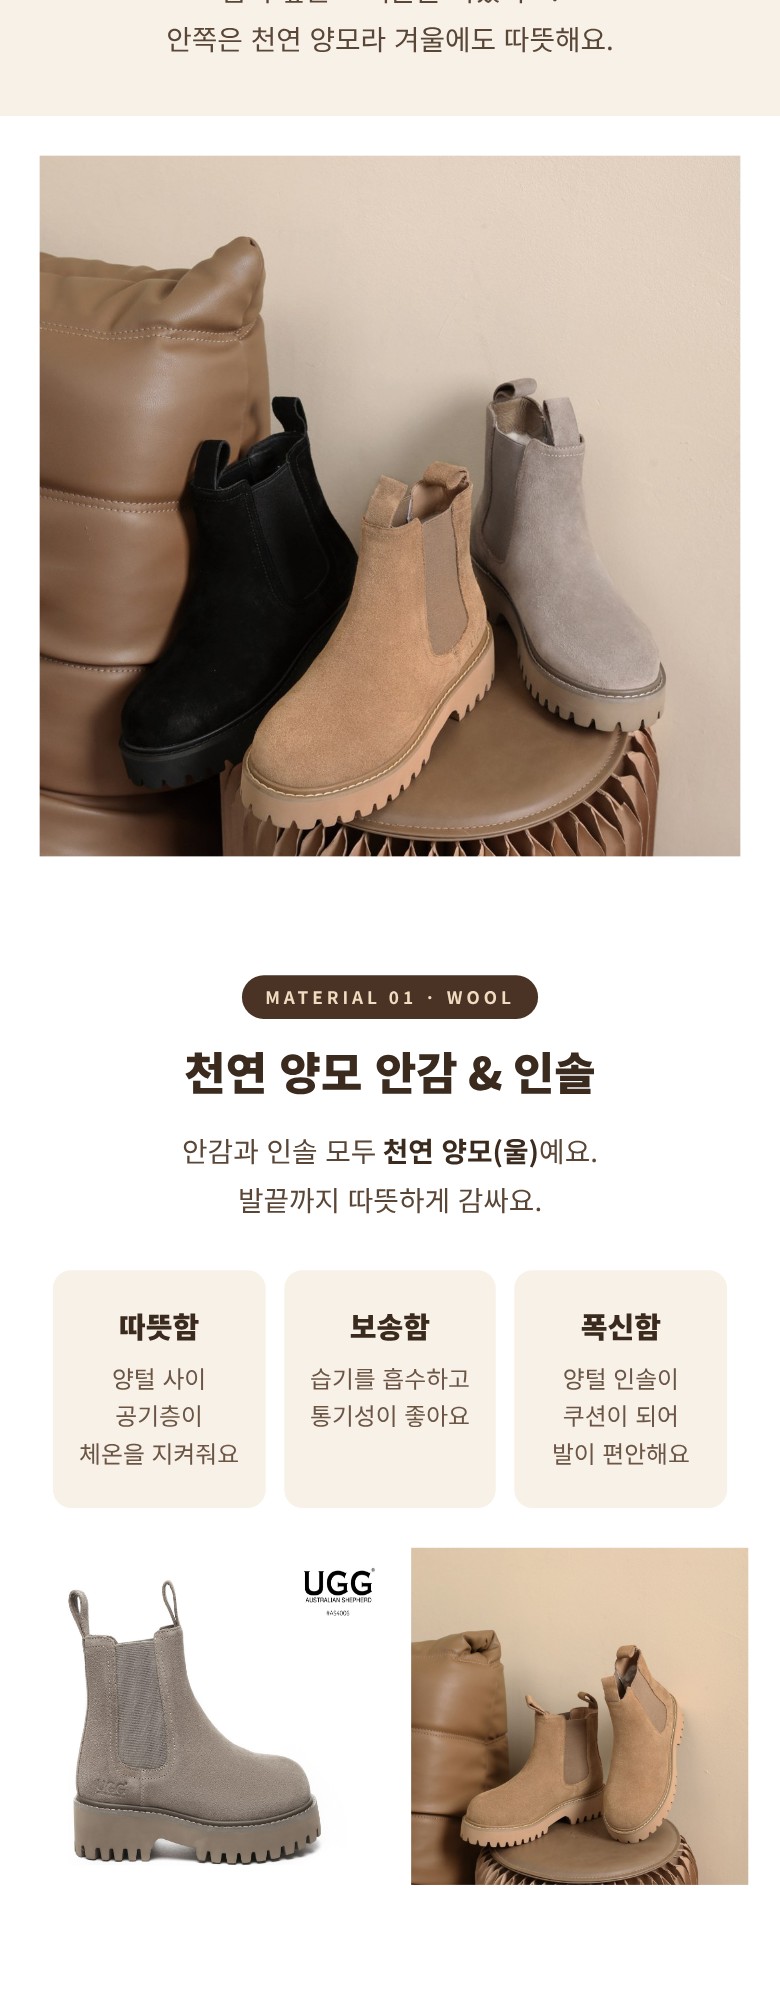 안쪽은 천연 양모라 겨울에도 따뜻해요.
MATERIAL 01 · WOOL
천연 양모 안감 & 인솔
안감과 인솔 모두 천연 양모(울)예요.
발끝까지 따뜻하게 감싸요.
따뜻함
양털 사이
공기층이
체온을 지켜줘요
보송함
습기를 흡수하고
통기성이 좋아요
폭신함
양털 인솔이
쿠션이 되어
발이 편안해요
UGG
AUSTRALIAN SHEPHERD
#AS4006
UGG